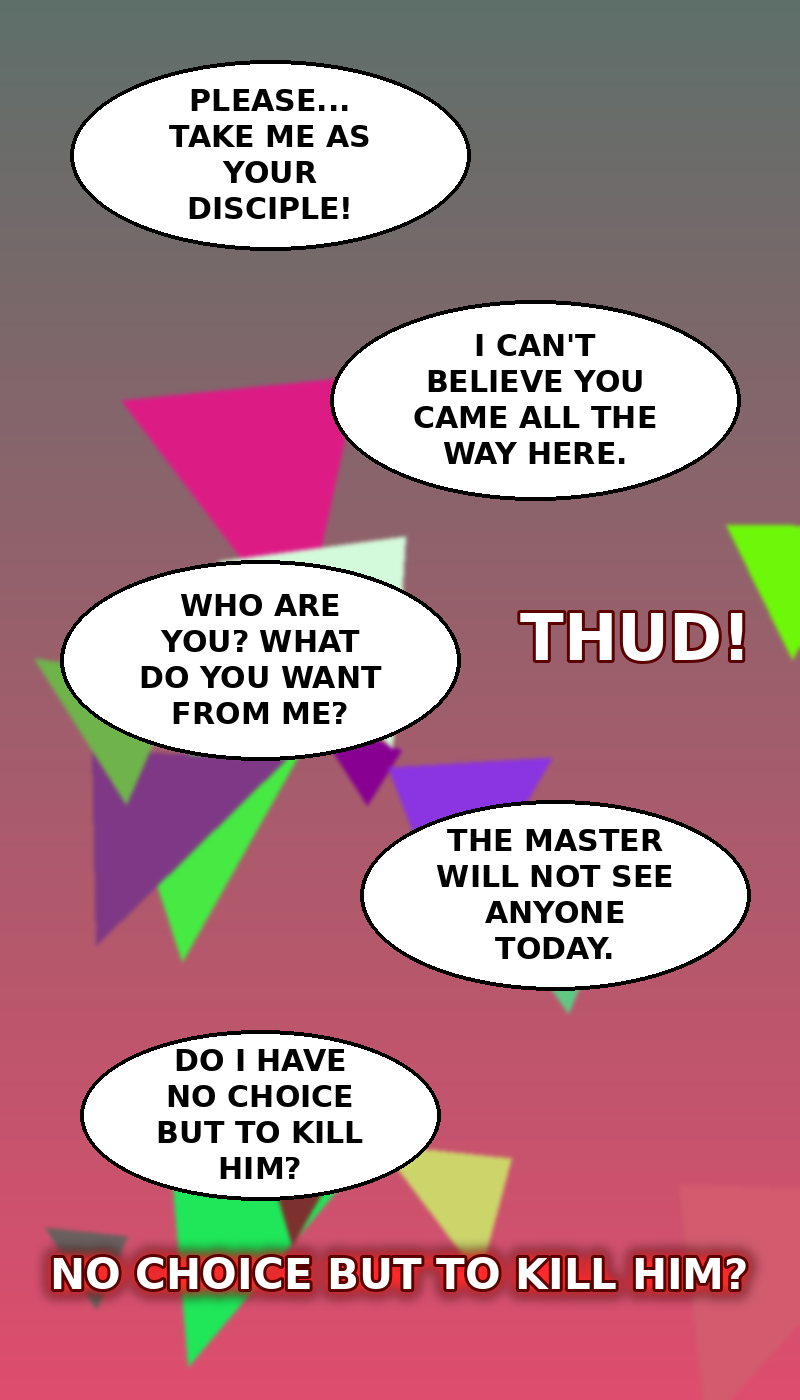 PLEASE...
TAKE ME AS
YOUR
DISCIPLE!
I CAN'T
BELIEVE YOU
CAME ALL THE
WAY HERE.
WHO ARE
YOU? WHAT
DO YOU WANT
FROM ME?
THUD!
THE MASTER
WILL NOT SEE
ANYONE
TODAY.
DO I HAVE
NO CHOICE
BUT TO KILL
HIM?
NO CHOICE BUT TO KILL HIM?